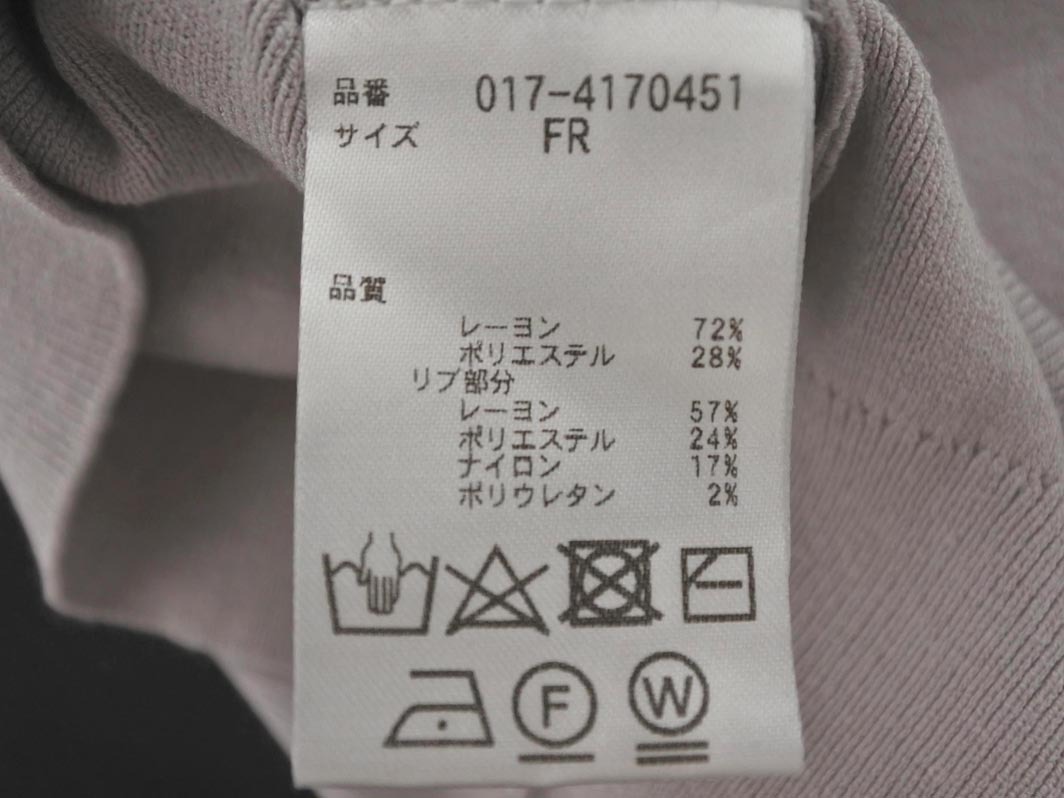 品番 017-4170451
サイズ FR
品質
レーヨン 72%
ポリエステル 28%
リブ部分
レーヨン 57%
ポリエステル 24%
ナイロン 17%
ポリウレタン 2%
F W